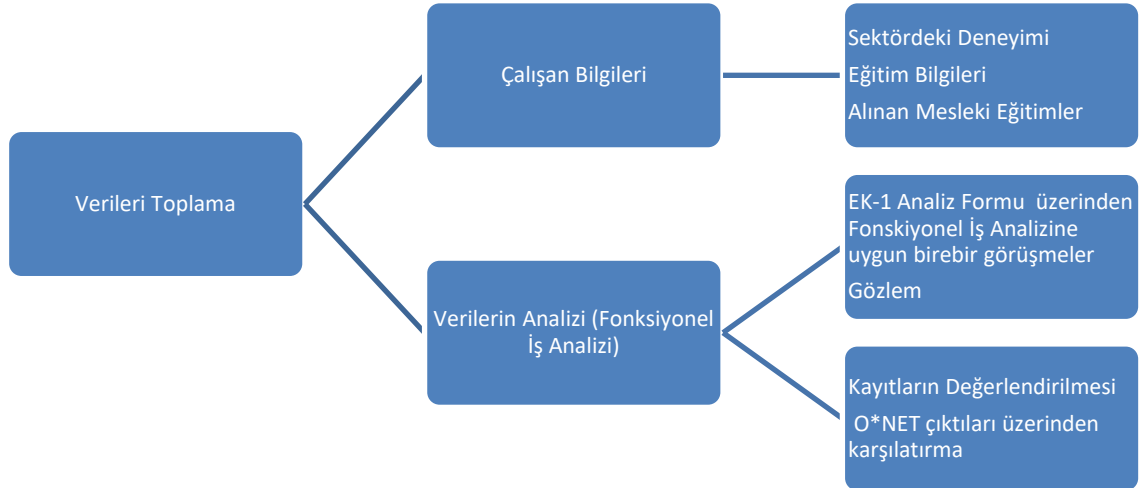 Verileri Toplama
Çalışan Bilgileri
Sektördeki Deneyimi
Eğitim Bilgileri
Alınan Mesleki Eğitimler
Verilerin Analizi (Fonksiyonel
İş Analizi)
EK-1 Analiz Formu üzerinden
Fonskiyonel İş Analizine
uygun birebir görüşmeler
Gözlem
Kayıtların Değerlendirilmesi
O*NET çıktıları üzerinden
karşılatırma